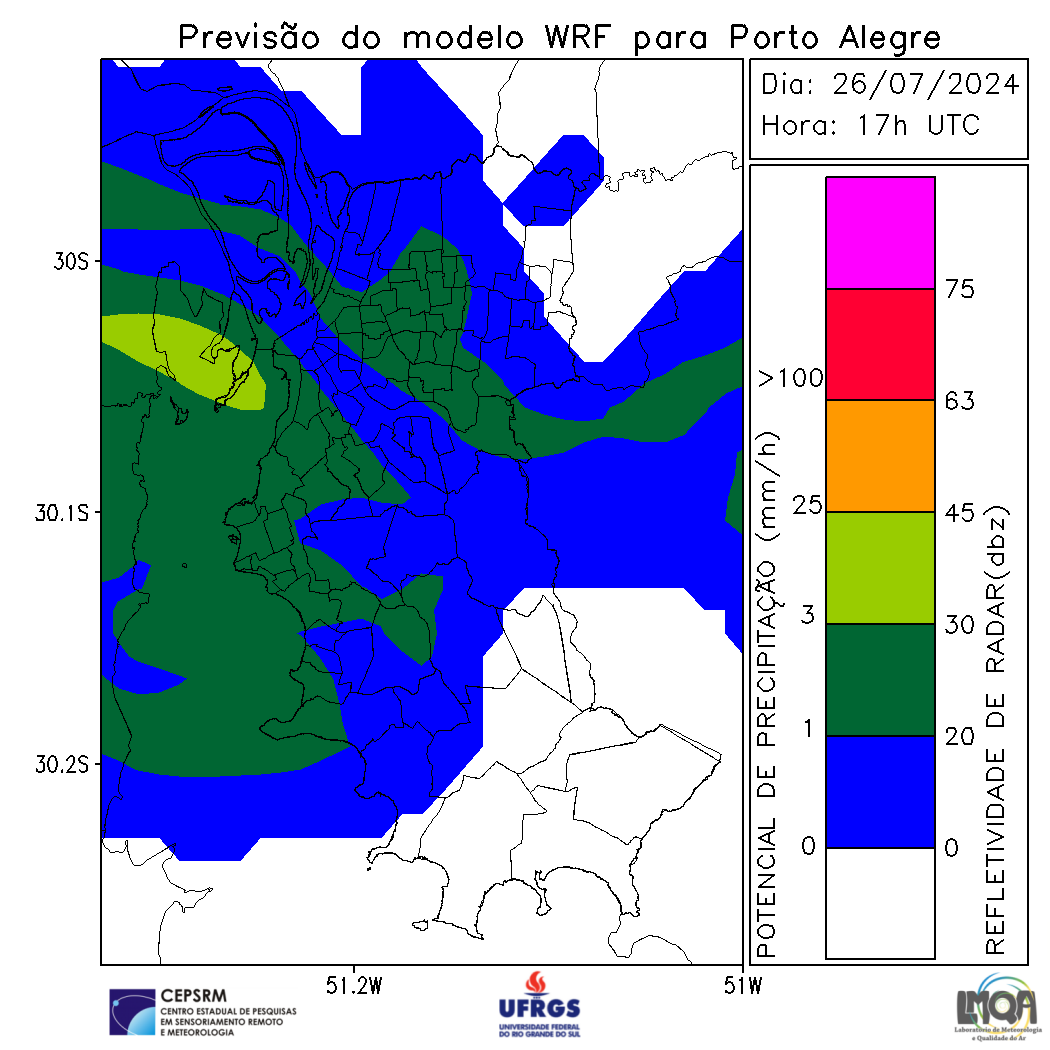 Previsão do modelo WRF para Porto Alegre
Dia: 26/07/2024
Hora: 17h UTC
30S
30.1S
30.2S
51.2W
51W
POTENCIAL DE PRECIPITAÇÃO (mm/h)
>100
25
3
1
0
75
63
45
30
20
0
REFLETIVIDADE DE RADAR(dbz)
CEPSRM
CENTRO ESTADUAL DE PESQUISAS
EM SENSORIAMENTO REMOTO
E METEOROLOGIA
UFRGS
UNIVERSIDADE FEDERAL
DO RIO GRANDE DO SUL
LMQA
Laboratório de Meteorologia
e Qualidade do Ar